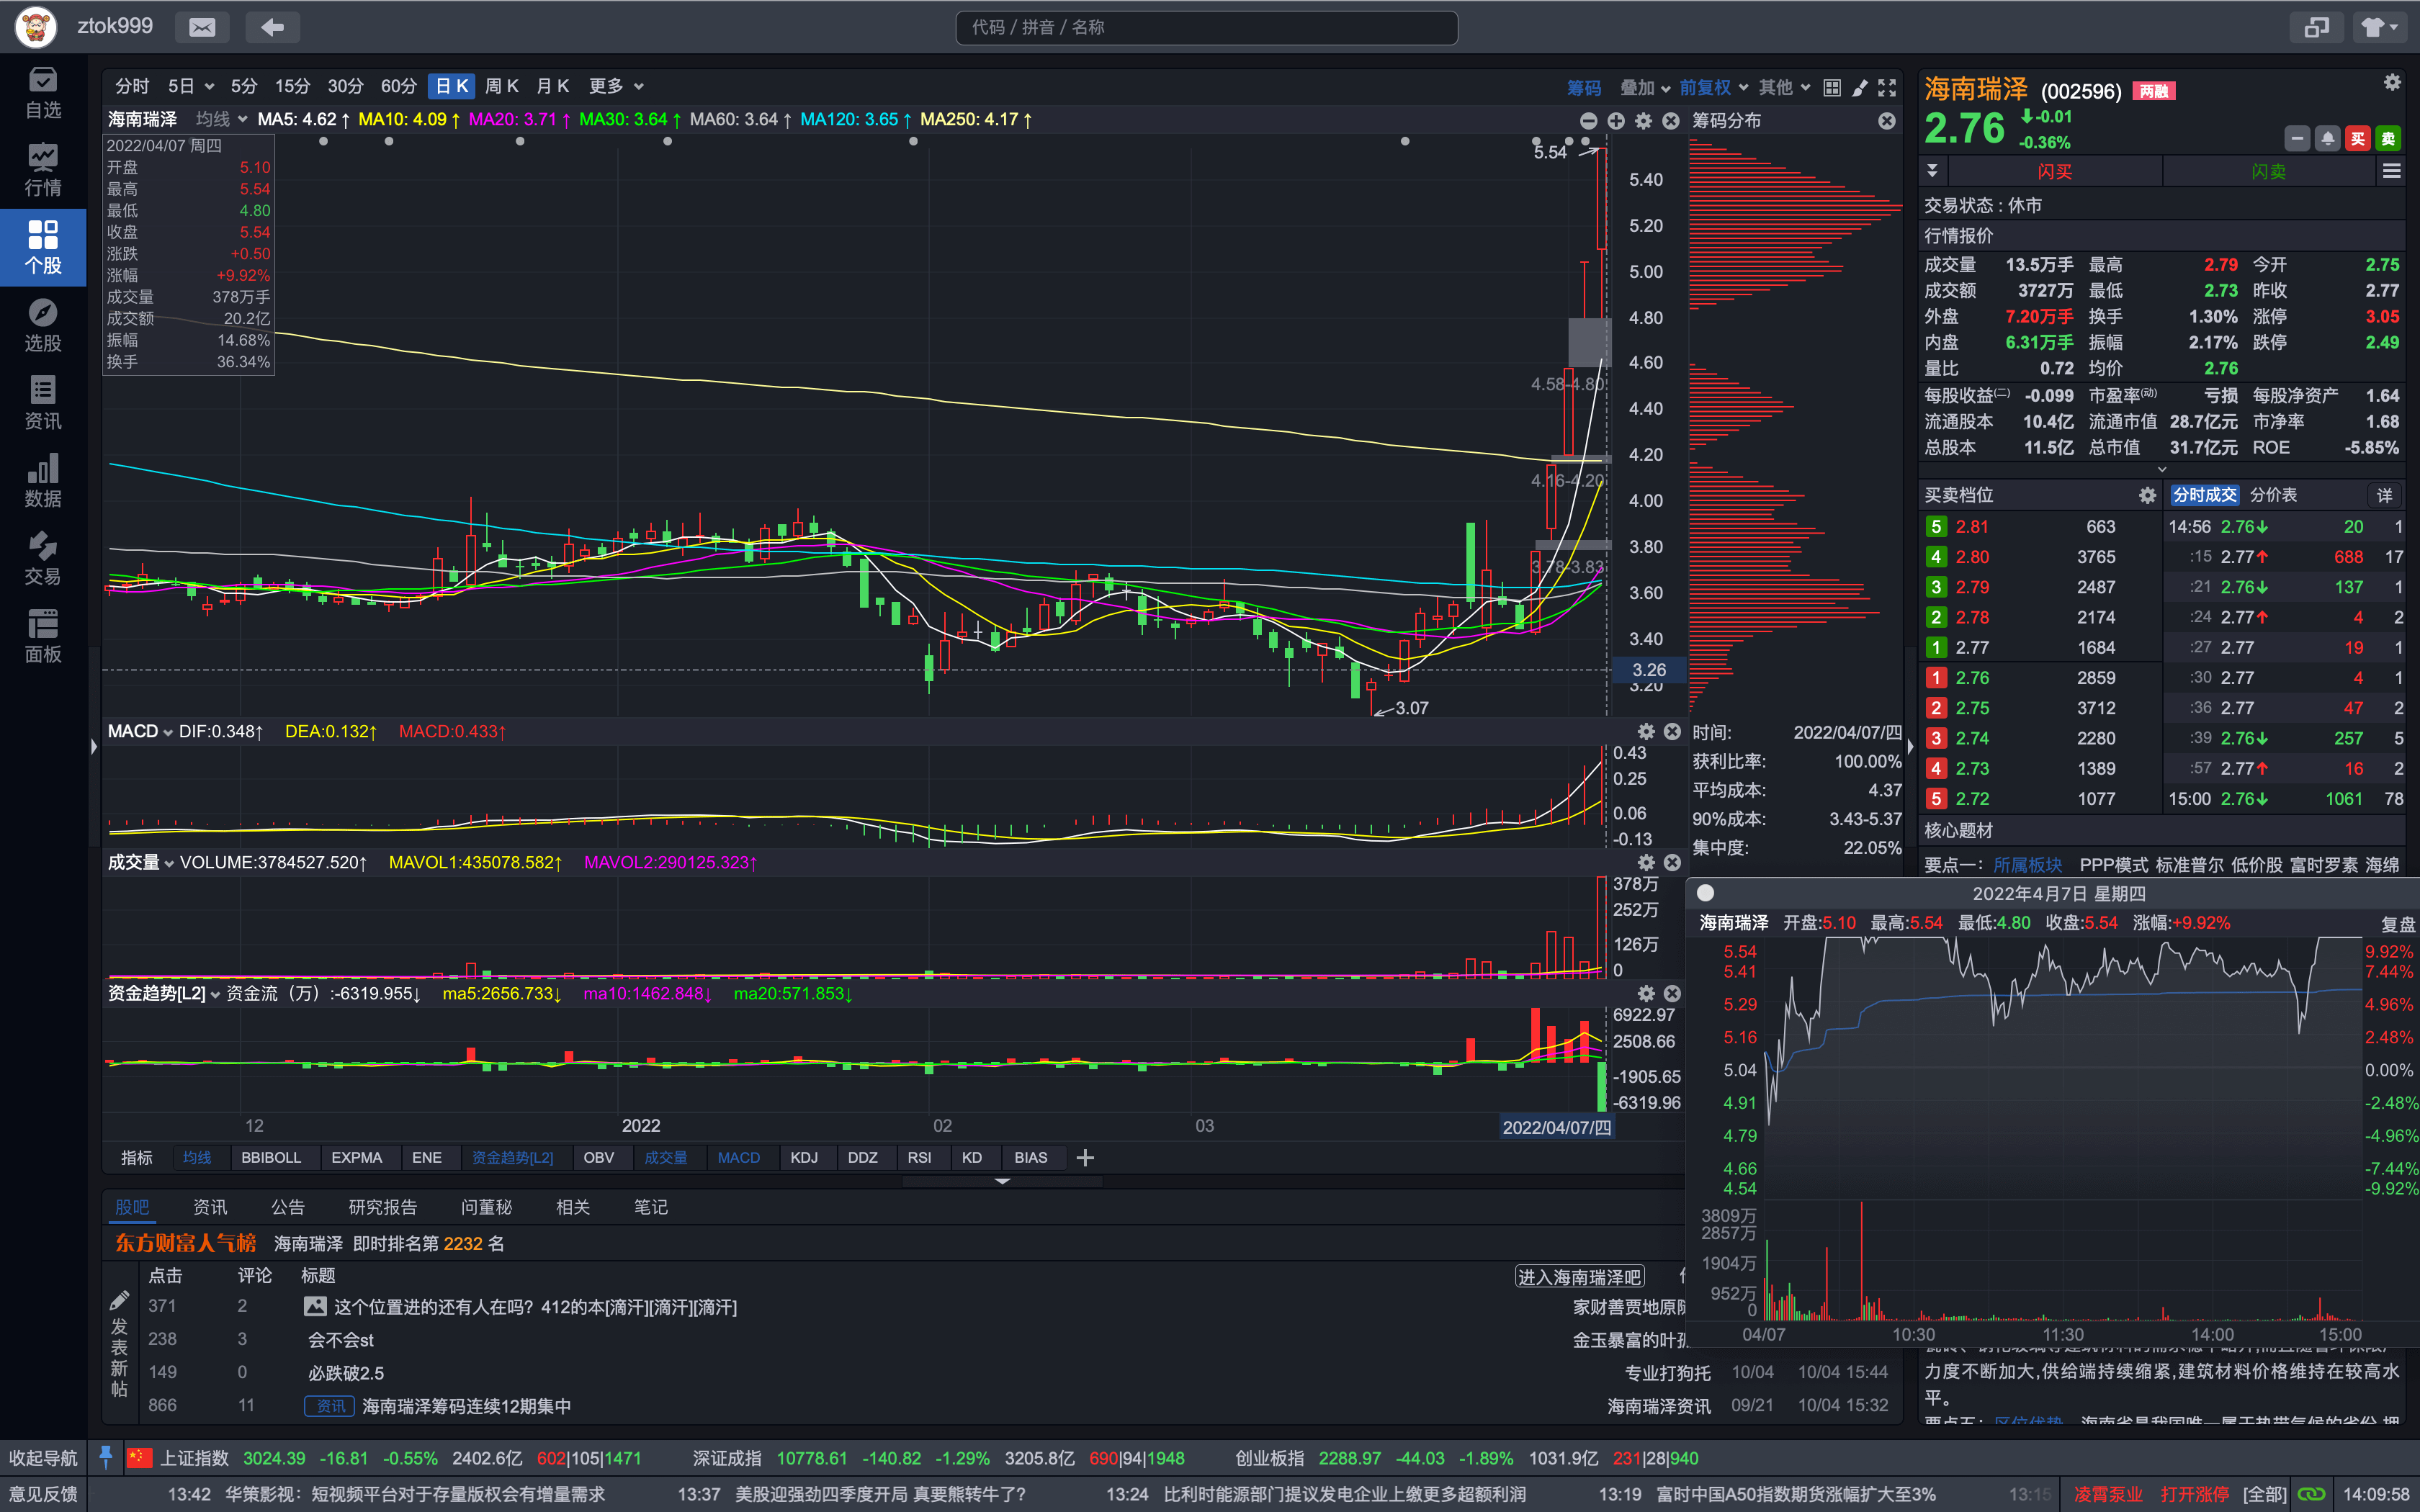 ztok999
代码 / 拼音 / 名称
自选
行情
个股
选股
资讯
数据
交易
面板
分时 5日 5分 15分 30分 60分 日K 周K 月K 更多
筹码 叠加 前复权 其他
海南瑞泽 均线 MA5: 4.62↑ MA10: 4.09↑ MA20: 3.71↑ MA30: 3.64↑ MA60: 3.64↑ MA120: 3.65↑ MA250: 4.17↑
2022/04/07 周四
开盘 5.10
最高 5.54
最低 4.80
收盘 5.54
涨跌 +0.50
涨幅 +9.92%
成交量 378万手
成交额 20.2亿
振幅 14.68%
换手 36.34%
5.54
4.58-4.80
4.16-4.20
3.78-3.83
3.07
5.40
5.20
5.00
4.80
4.60
4.40
4.20
4.00
3.80
3.60
3.40
3.26
3.20
筹码分布
时间: 2022/04/07/四
获利比率: 100.00%
平均成本: 4.37
90%成本: 3.43-5.37
集中度: 22.05%
MACD DIF:0.348↑ DEA:0.132↑ MACD:0.433↑
0.43
0.25
0.06
-0.13
成交量 VOLUME:3784527.520↑ MAVOL1:435078.582↑ MAVOL2:290125.323↑
378万
252万
126万
0
资金趋势[L2] 资金流（万）:-6319.955↓ ma5:2656.733↓ ma10:1462.848↓ ma20:571.853↓
6922.97
2508.66
-1905.65
-6319.96
12 2022 02 03 2022/04/07/四
指标 均线 BBIBOLL EXPMA ENE 资金趋势[L2] OBV 成交量 MACD KDJ DDZ RSI KD BIAS
股吧 资讯 公告 研究报告 问董秘 相关 笔记
东方财富人气榜 海南瑞泽 即时排名第 2232 名
点击 评论 标题 进入海南瑞泽吧
371 2 这个位置进的还有人在吗？412的本[滴汗][滴汗][滴汗] 家财善贾地原
238 3 会不会st 金玉暴富的叶
149 0 必跌破2.5 专业打狗托 10/04 10/04 15:44
866 11 资讯 海南瑞泽筹码连续12期集中 海南瑞泽资讯 09/21 10/04 15:32
发表新帖
海南瑞泽 (002596) 两融
2.76 -0.01
-0.36%
买 卖
闪买 闪卖
交易状态 : 休市
行情报价
成交量 13.5万手 最高 2.79 今开 2.75
成交额 3727万 最低 2.73 昨收 2.77
外盘 7.20万手 换手 1.30% 涨停 3.05
内盘 6.31万手 振幅 2.17% 跌停 2.49
量比 0.72 均价 2.76
每股收益(二) -0.099 市盈率(动) 亏损 每股净资产 1.64
流通股本 10.4亿 流通市值 28.7亿元 市净率 1.68
总股本 11.5亿 总市值 31.7亿元 ROE -5.85%
买卖档位 分时成交 分价表 详
5 2.81 663
4 2.80 3765
3 2.79 2487
2 2.78 2174
1 2.77 1684
1 2.76 2859
2 2.75 3712
3 2.74 2280
4 2.73 1389
5 2.72 1077
14:56 2.76↓ 20 1
:15 2.77↑ 688 17
:21 2.76↓ 137 1
:24 2.77↑ 4 2
:27 2.77 19 1
:30 2.77 4 1
:36 2.77 47 2
:39 2.76↓ 257 5
:57 2.77↑ 16 2
15:00 2.76↓ 1061 78
核心题材
要点一: 所属板块 PPP模式 标准普尔 低价股 富时罗素 海绵
2022年4月7日 星期四
海南瑞泽 开盘:5.10 最高:5.54 最低:4.80 收盘:5.54 涨幅:+9.92% 复盘
5.54 9.92%
5.41 7.44%
5.29 4.96%
5.16 2.48%
5.04 0.00%
4.91 -2.48%
4.79 -4.96%
4.66 -7.44%
4.54 -9.92%
3809万
2857万
1904万
952万
0
04/07 10:30 11:30 14:00 15:00
力度不断加大,供给端持续缩紧,建筑材料价格维持在较高水
平。
收起导航 上证指数 3024.39 -16.81 -0.55% 2402.6亿 602|105|1471 深证成指 10778.61 -140.82 -1.29% 3205.8亿 690|94|1948 创业板指 2288.97 -44.03 -1.89% 1031.9亿 231|28|940
意见反馈 13:42 华策影视：短视频平台对于存量版权会有增量需求 13:37 美股迎强劲四季度开局 真要熊转牛了？ 13:24 比利时能源部门提议发电企业上缴更多超额利润 13:19 富时中国A50指数期货涨幅扩大至3% 13:15 凌霄泵业 打开涨停 [全部] 14:09:58